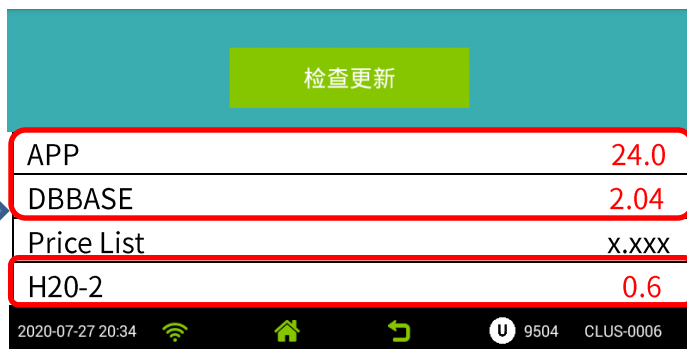 检查更新
APP 24.0
DBBASE 2.04
Price List x.xxx
H20-2 0.6
2020-07-27 20:34 U 9504 CLUS-0006